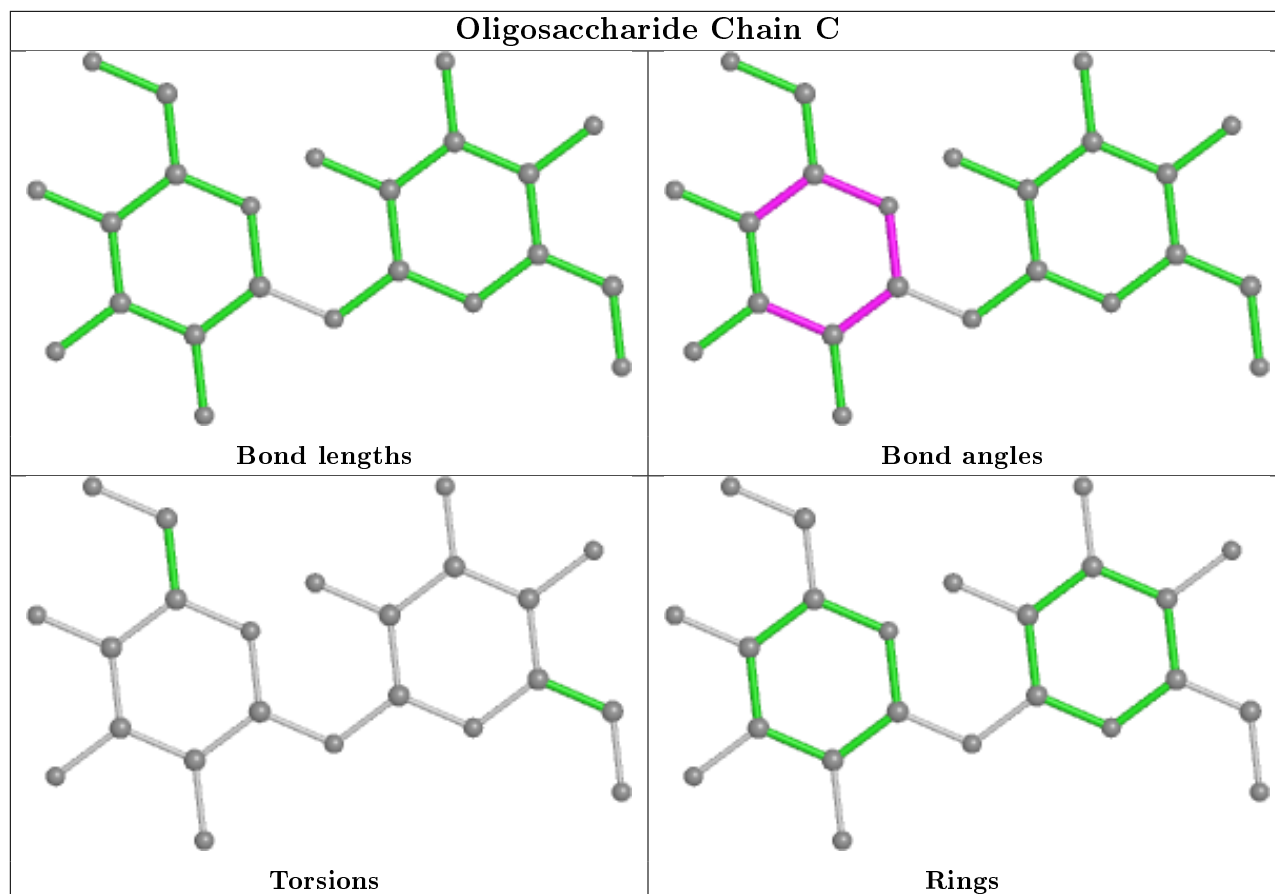 Oligosaccharide Chain C
Bond lengths
Bond angles
Torsions
Rings